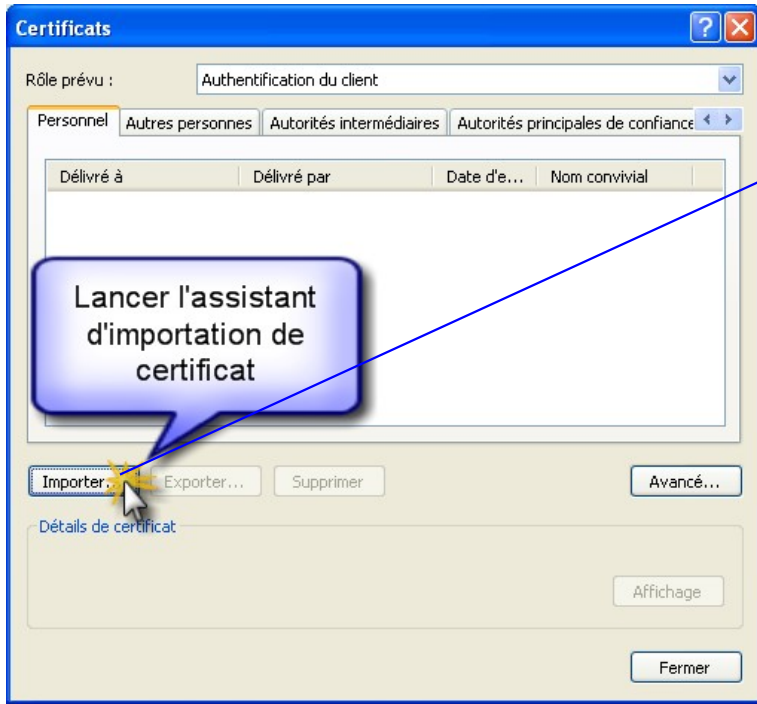 Certificats
Rôle prévu :
Authentification du client
Personnel
Autres personnes
Autorités intermédiaires
Autorités principales de confiance
Délivré à
Délivré par
Date d'e...
Nom convivial
Lancer l'assistant
d'importation de
certificat
Importer...
Exporter...
Supprimer
Avancé...
Détails de certificat
Affichage
Fermer